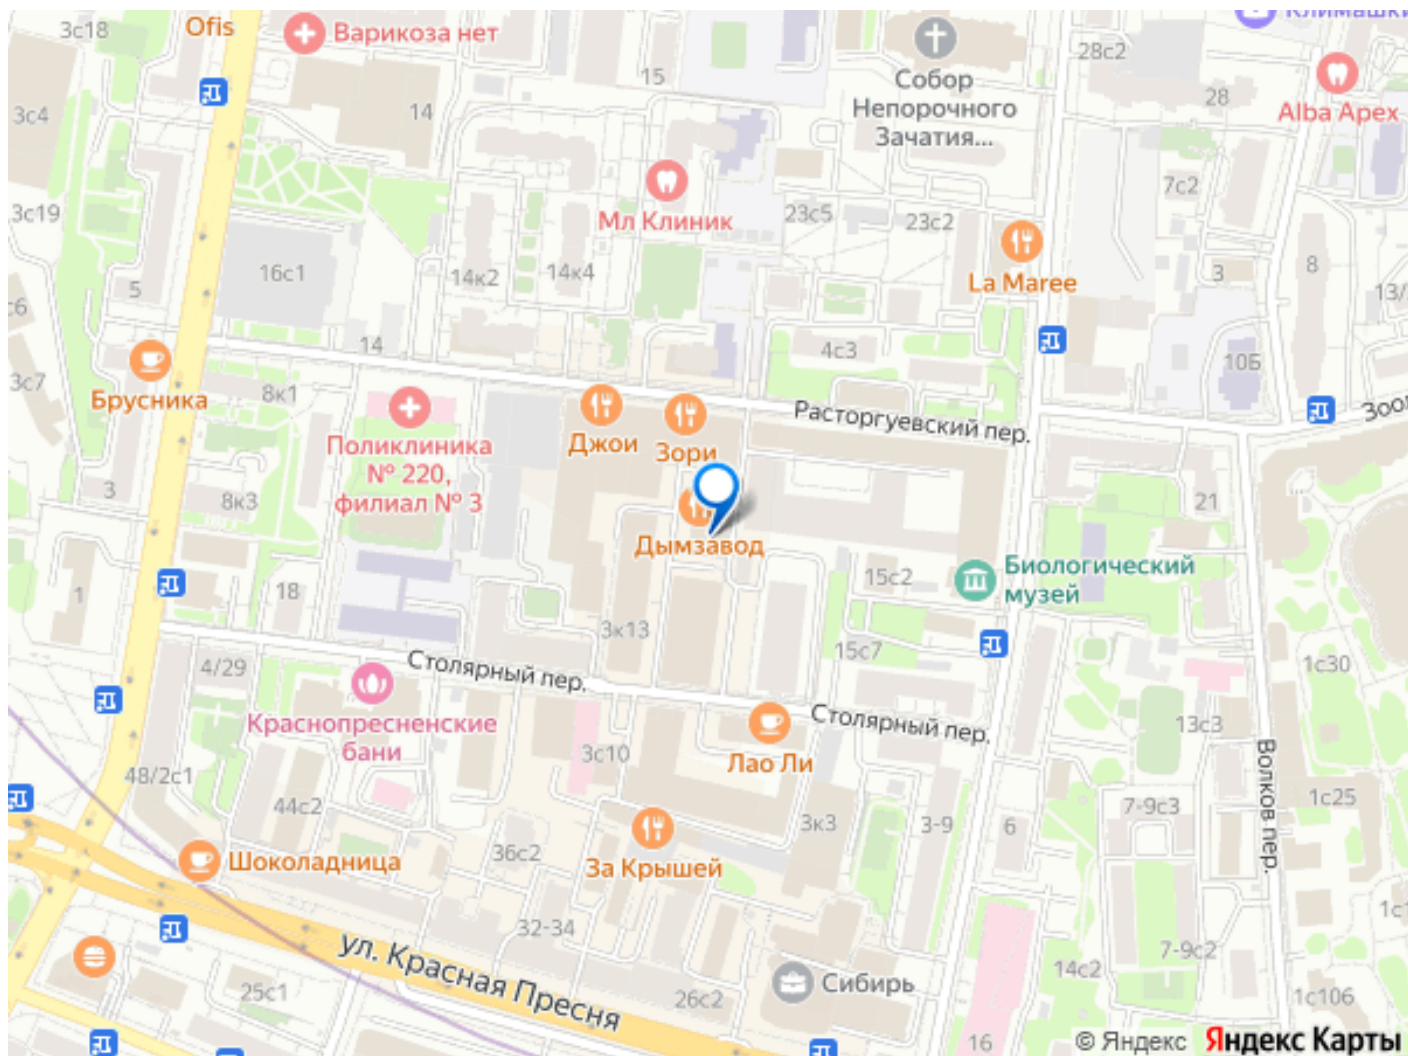 3с18
Ofis
Варикоза нет
15
Собор
Непорочного
Зачатия...
28с2
28
Alba Apex
3с4
14
Мл Клиник
7с2
3с19
23с5
23с2
La Maree
3
8
13/
16с1
14к2
14к4
5
с6
14
4с3
10Б
3с7
Брусника
8к1
Джои
Зори
Расторгуевский пер.
Поликлиника
№ 220,
филиал № 3
3
8к3
21
Дымзавод
Биологический
музей
15с2
1
18
3к13
15с7
4/29
Столярный пер.
1с30
Краснопресненские
бани
Столярный пер.
13с3
Лао Ли
3с10
48/2с1
44с2
Волков пер.
1с25
7-9с3
3к3
3-9
6
36с2
За Крышей
Шоколадница
32-34
ул. Красная Пресня
7-9с2
14с2
Сибирь
25с1
26с2
1с106
16
© Яндекс Яндекс Карты